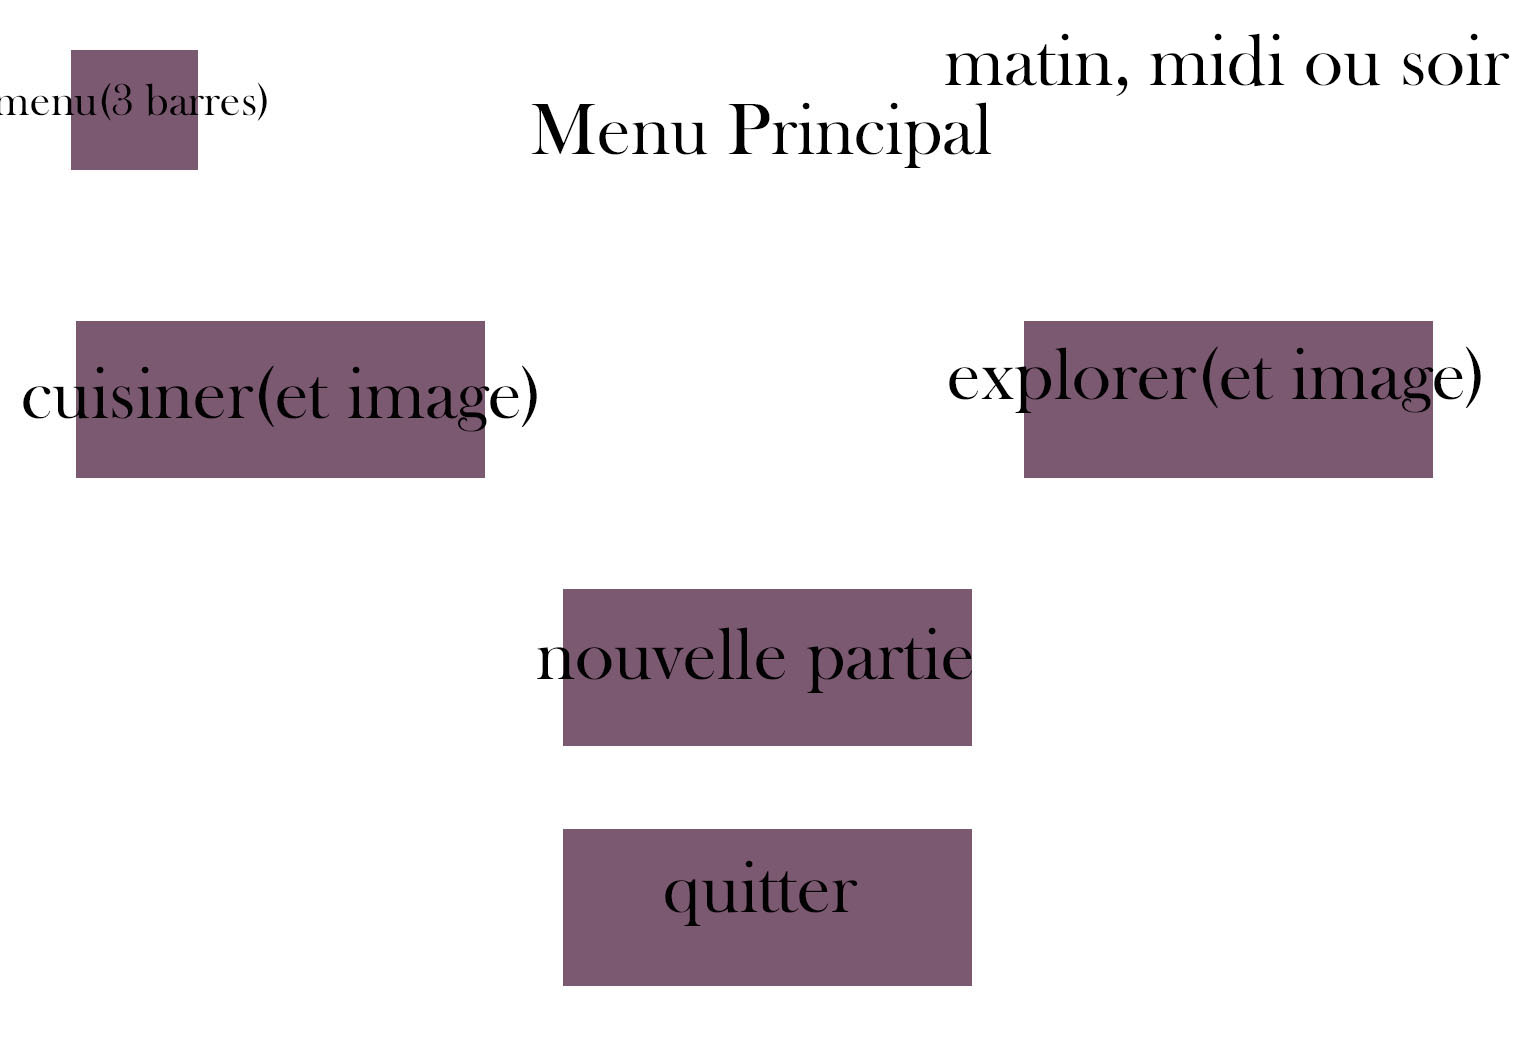 matin, midi ou soir
menu(3 barres)
Menu Principal
cuisiner(et image)
explorer(et image)
nouvelle partie
quitter